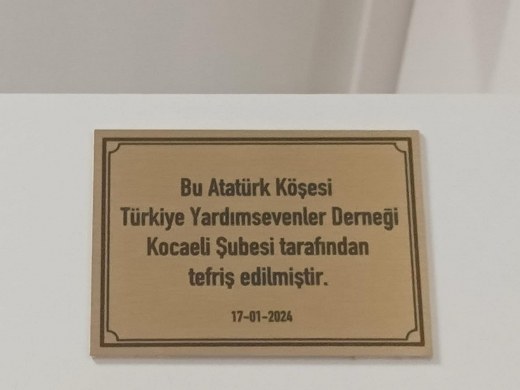 Bu Atatürk Köşesi
Türkiye Yardımsevenler Derneği
Kocaeli Şubesi tarafından
tefriş edilmiştir.
17-01-2024